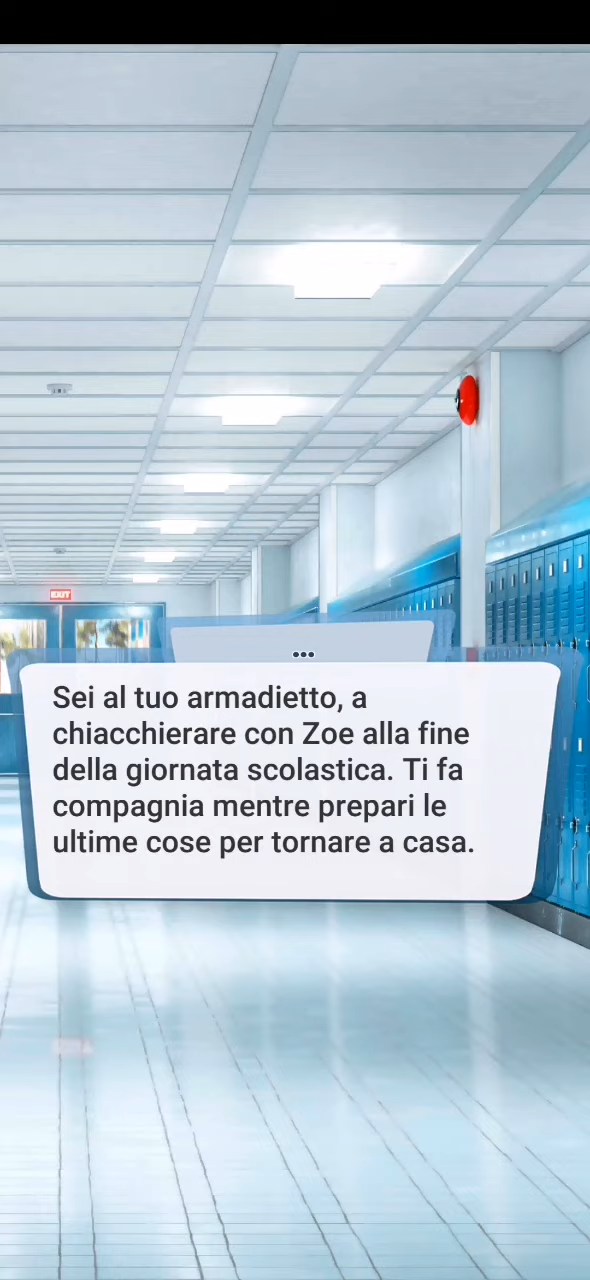 EXIT
•••
Sei al tuo armadietto, a
chiacchierare con Zoe alla fine
della giornata scolastica. Ti fa
compagnia mentre prepari le
ultime cose per tornare a casa.